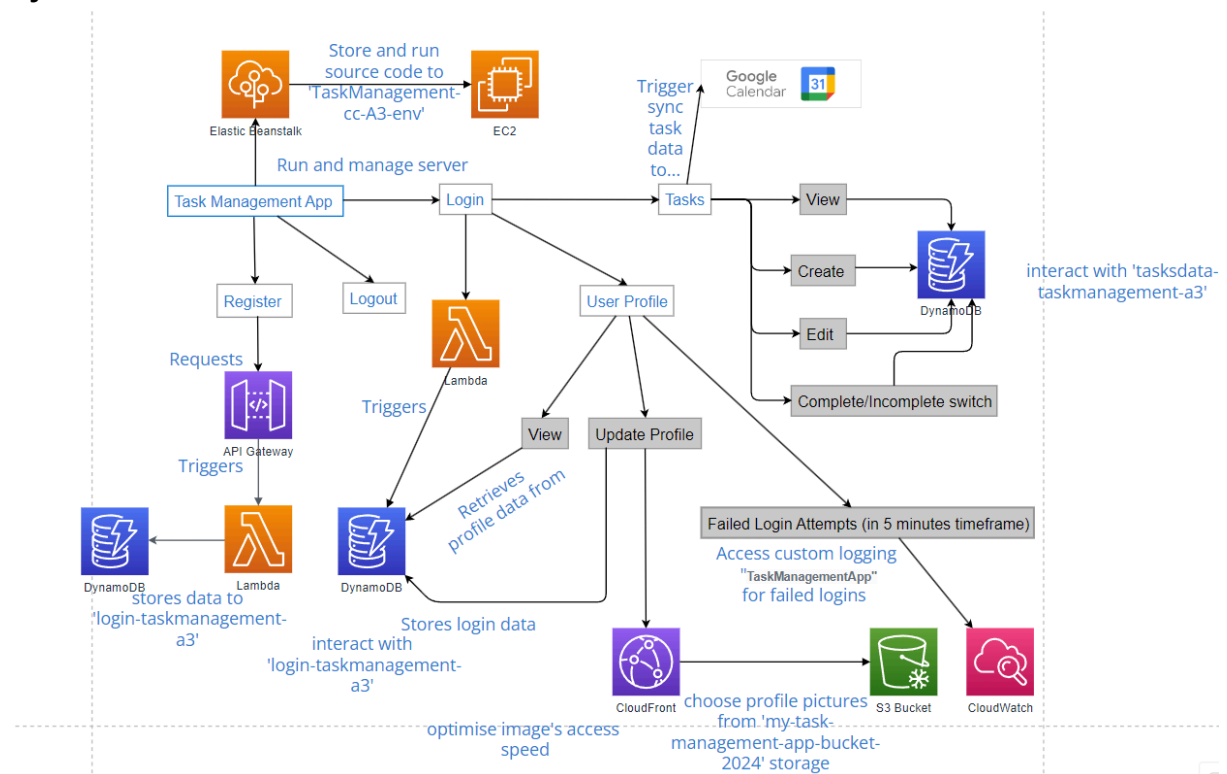 Store and run
source code to
'TaskManagement-
cc-A3-env'
Elastic Beanstalk
EC2
Trigger
sync
task
data
to...
Google
Calendar
31
Run and manage server
Task Management App
Login
Tasks
View
Create
Edit
Complete/Incomplete switch
DynamoDB
interact with 'tasksdata-
taskmanagement-a3'
Register
Logout
User Profile
Requests
API Gateway
Triggers
Lambda
Triggers
View
Update Profile
Retrieves
profile data from
Failed Login Attempts (in 5 minutes timeframe)
Access custom logging
"TaskManagementApp"
for failed logins
DynamoDB
Lambda
DynamoDB
stores data to
'login-taskmanagement-
a3'
Stores login data
interact with
'login-taskmanagement-
a3'
CloudFront
S3 Bucket
CloudWatch
choose profile pictures
from 'my-task-
management-app-bucket-
2024' storage
optimise image's access
speed